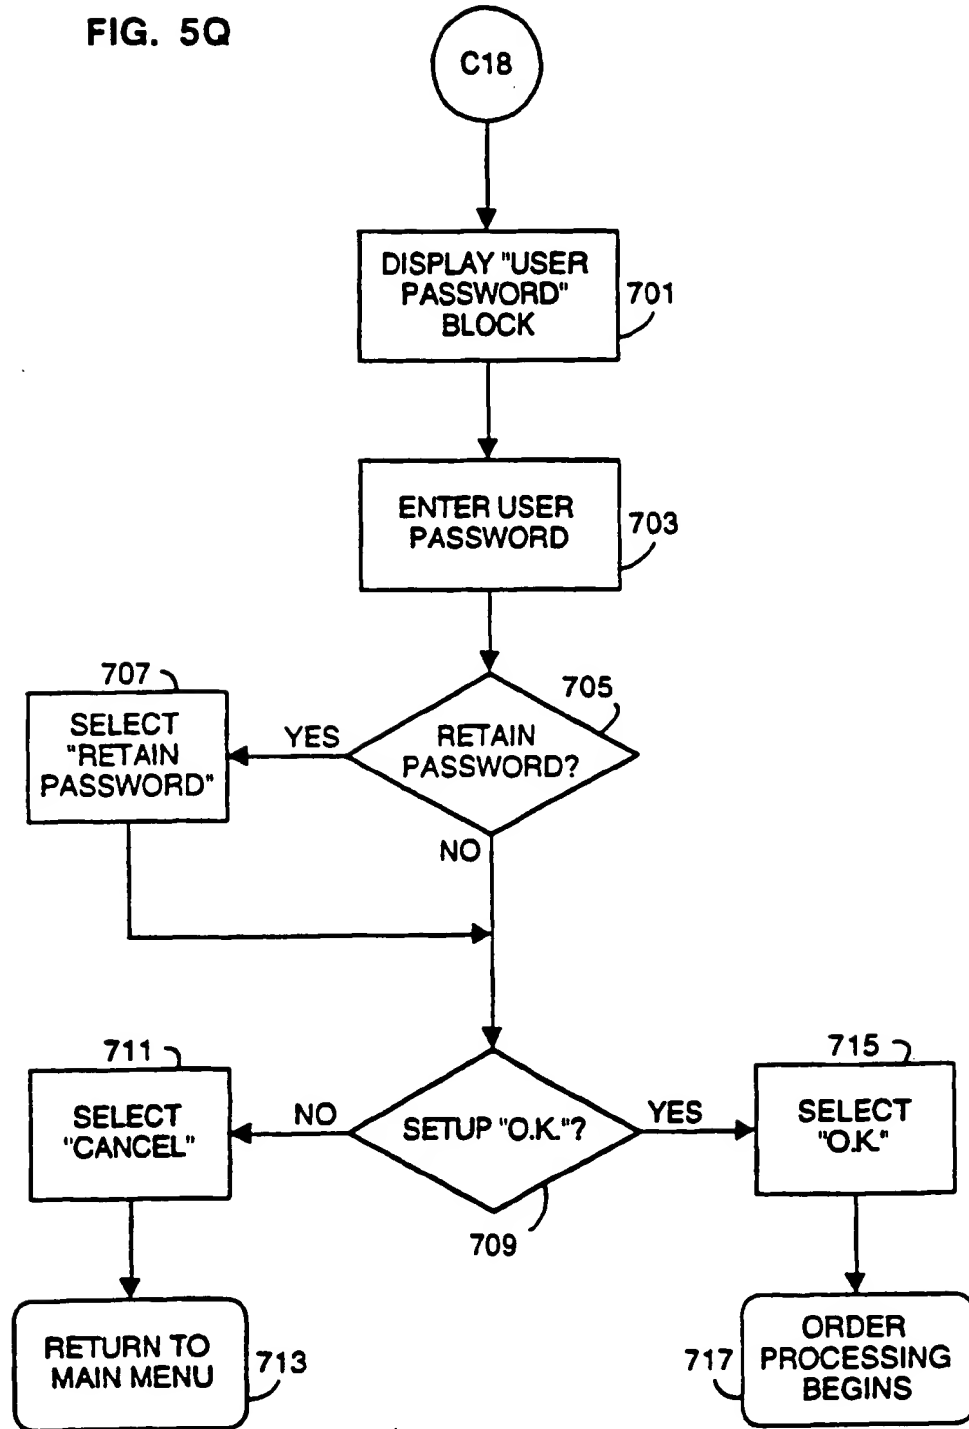 FIG. 5Q
C18
DISPLAY "USER
PASSWORD"
BLOCK
701
ENTER USER
PASSWORD
703
707
705
SELECT
"RETAIN
PASSWORD"
YES
RETAIN
PASSWORD?
NO
711
715
SELECT
"CANCEL"
NO
SETUP "O.K."?
YES
SELECT
"O.K."
709
RETURN TO
MAIN MENU
713
717
ORDER
PROCESSING
BEGINS